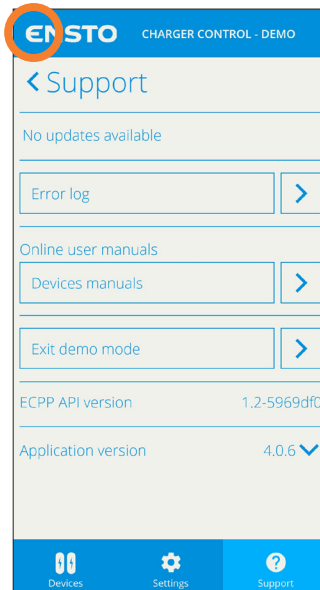 ENSTO CHARGER CONTROL - DEMO
Support
No updates available
Error log
Online user manuals
Devices manuals
Exit demo mode
ECPP API version 1.2-5969df0
Application version 4.0.6
Devices Settings Support